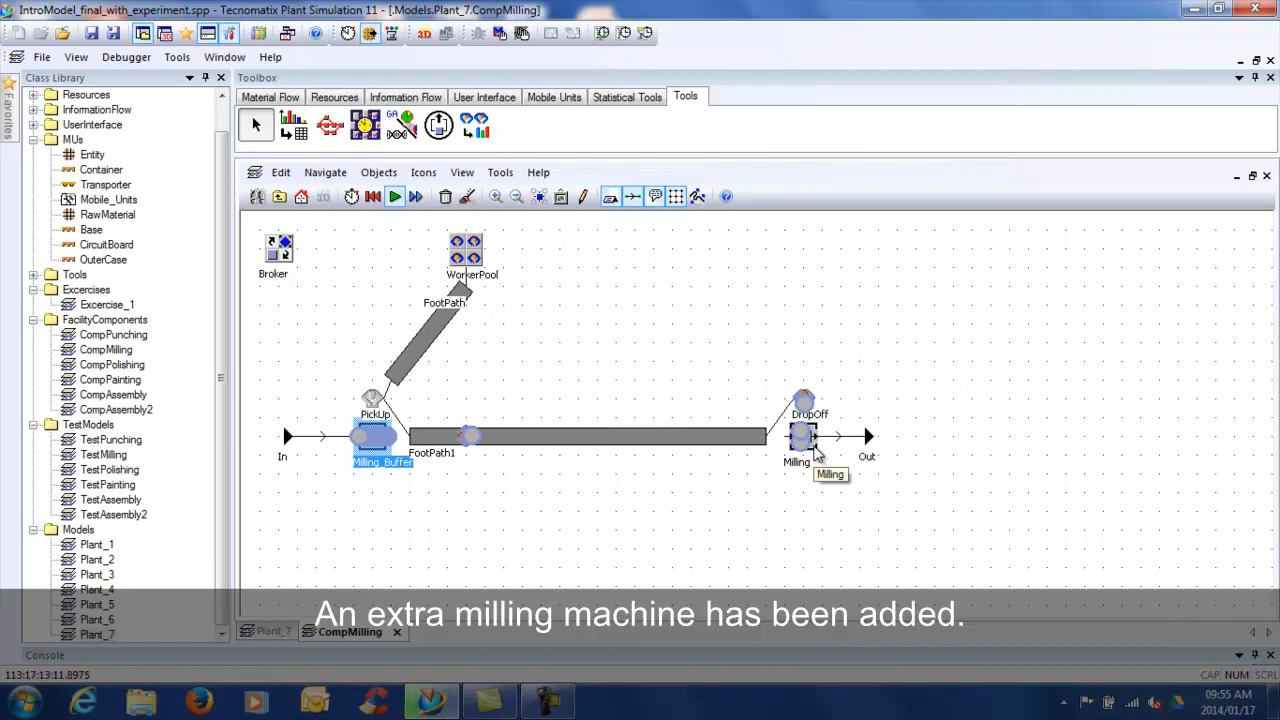 IntroModel_final_with_experiment.spp - Tecnomatix Plant Simulation 11 - [.Models.Plant_7.CompMilling]
File View Debugger Tools Window Help
Class Library
Toolbox
Favorites
Resources
InformationFlow
UserInterface
MUs
Entity
Container
Transporter
Mobile_Units
RawMaterial
Base
CircuitBoard
OuterCase
Tools
Excercises
Excercise_1
FacilityComponents
CompPunching
CompMilling
CompPolishing
CompPainting
CompAssembly
CompAssembly2
TestModels
TestPunching
TestMilling
TestPolishing
TestPainting
TestAssembly
TestAssembly2
Models
Plant_1
Plant_2
Plant_3
Plant_4
Plant_5
Plant_6
Plant_7
Material Flow Resources Information Flow User Interface Mobile Units Statistical Tools Tools
GA
Edit Navigate Objects Icons View Tools Help
Broker
WorkerPool
FootPath
PickUp
DropOff
In
Milling_Buffer
FootPath1
Milling
Out
Milling
An extra milling machine has been added.
Plant_7 CompMilling
Console
113:17:13:11.8975
CAP NUM SCRL
09:55 AM
2014/01/17